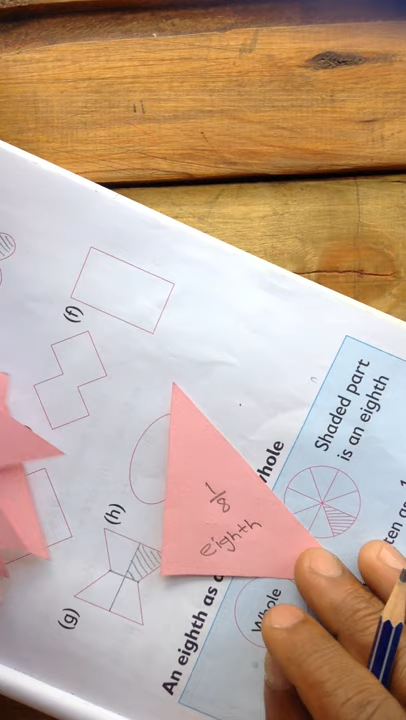 (f)
(h)
(g)
1/8
eighth
An eighth as
hole
Shaded part
is an eighth
Whole